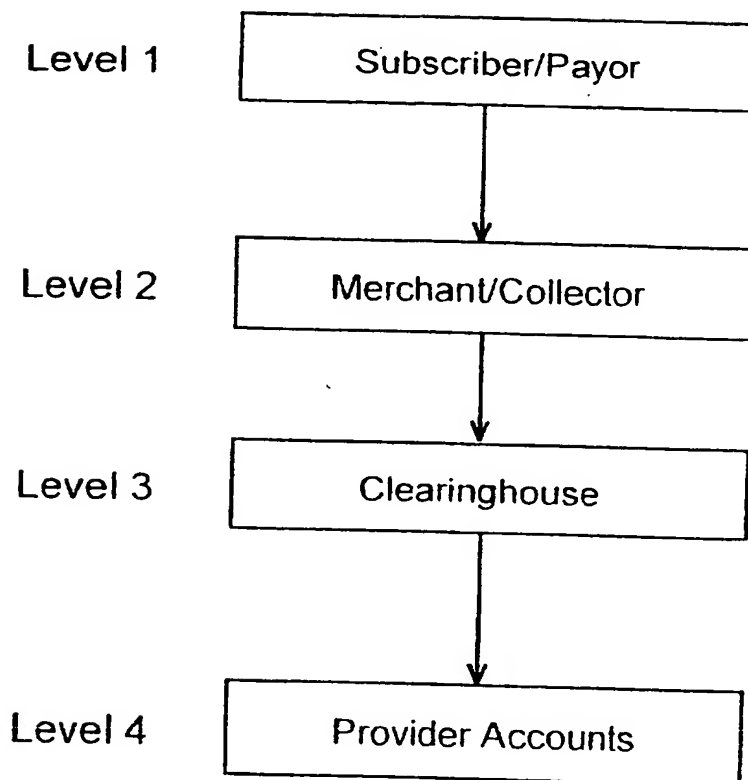 Level 1 Subscriber/Payor
Level 2 Merchant/Collector
Level 3 Clearinghouse
Level 4 Provider Accounts